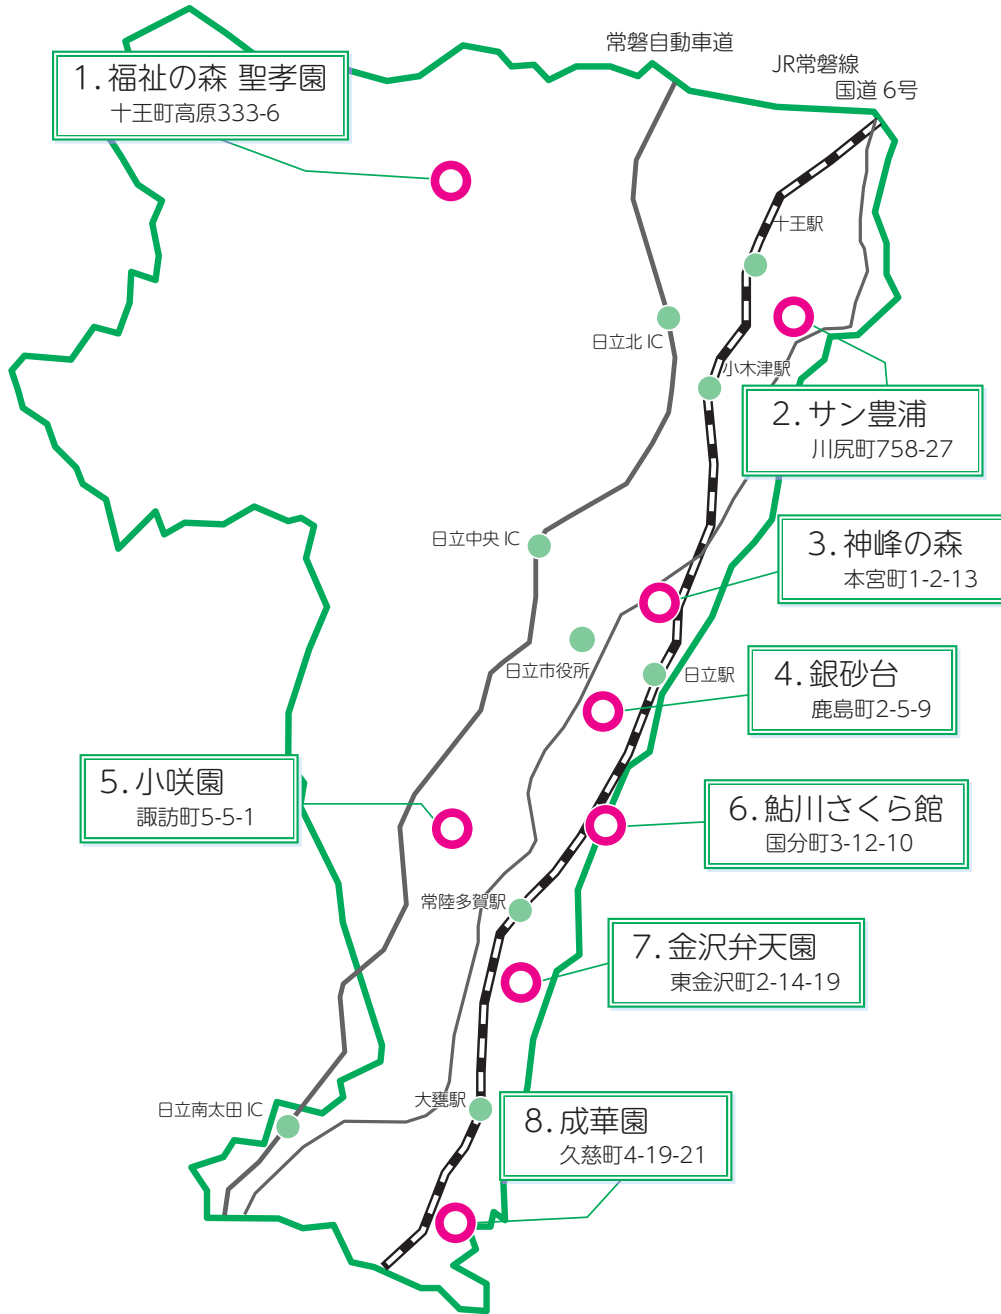 常磐自動車道
JR常磐線
国道6号
1. 福祉の森 聖孝園
十王町高原333-6
十王駅
日立北 IC
小木津駅
2. サン豊浦
川尻町758-27
日立中央 IC
3. 神峰の森
本宮町1-2-13
日立市役所
日立駅
4. 銀砂台
鹿島町2-5-9
5. 小咲園
諏訪町5-5-1
6. 鮎川さくら館
国分町3-12-10
常陸多賀駅
7. 金沢弁天園
東金沢町2-14-19
大甕駅
日立南太田 IC
8. 成華園
久慈町4-19-21